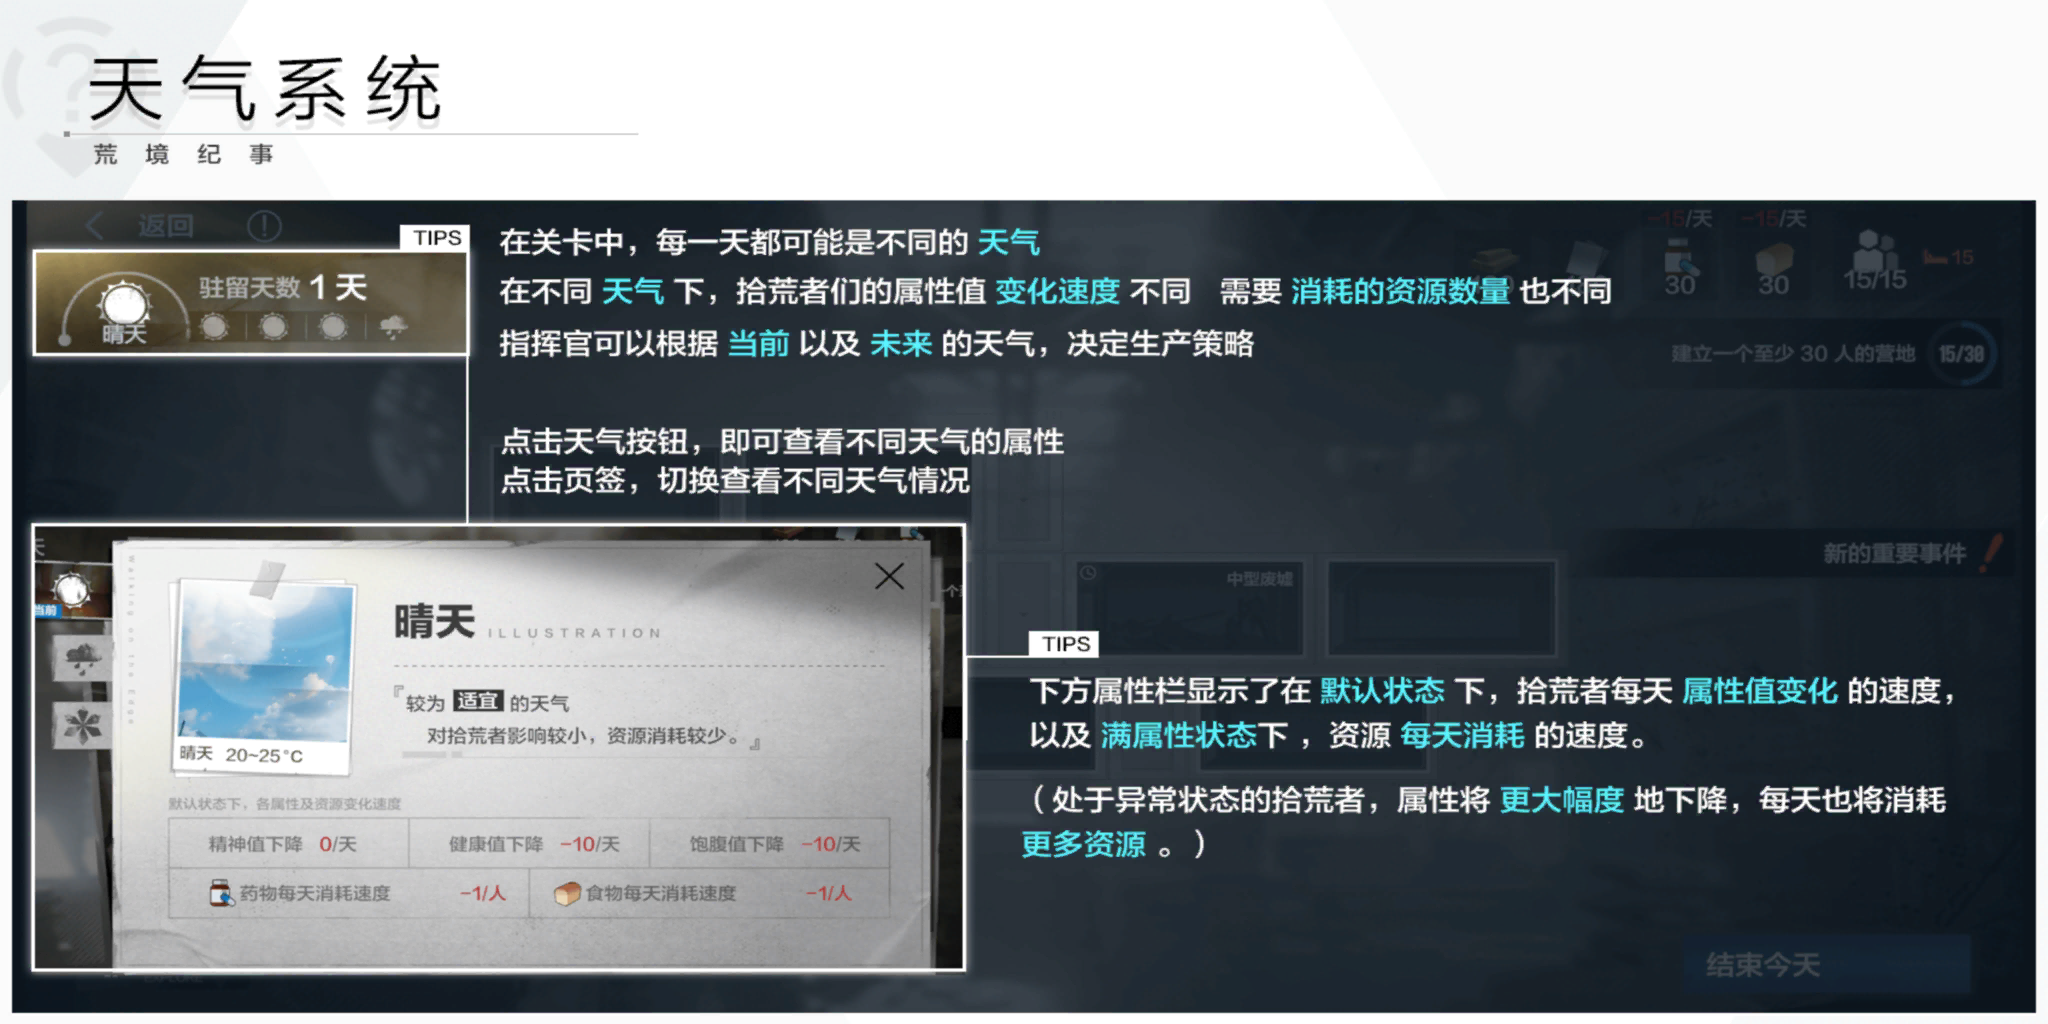 天气系统
荒境纪事
返回
TIPS
驻留天数 1 天
晴天
在关卡中，每一天都可能是不同的 天气
在不同 天气 下，拾荒者们的属性值 变化速度 不同 需要 消耗的资源数量 也不同
指挥官可以根据 当前 以及 未来 的天气，决定生产策略
点击天气按钮，即可查看不同天气的属性
点击页签，切换查看不同天气情况
-15/天
-15/天
30
30
15/15
15
建立一个至少 30 人的营地 15/30
新的重要事件
中型废墟
当前
晴天 ILLUSTRATION
『较为 适宜 的天气
对拾荒者影响较小，资源消耗较少。』
晴天 20~25°C
默认状态下，各属性及资源变化速度
精神值下降 0/天 健康值下降 -10/天 饱腹值下降 -10/天
药物每天消耗速度 -1/人 食物每天消耗速度 -1/人
TIPS
下方属性栏显示了在 默认状态 下，拾荒者每天 属性值变化 的速度，
以及 满属性状态下 ，资源 每天消耗 的速度。
（处于异常状态的拾荒者，属性将 更大幅度 地下降，每天也将消耗
更多资源 。）
结束今天